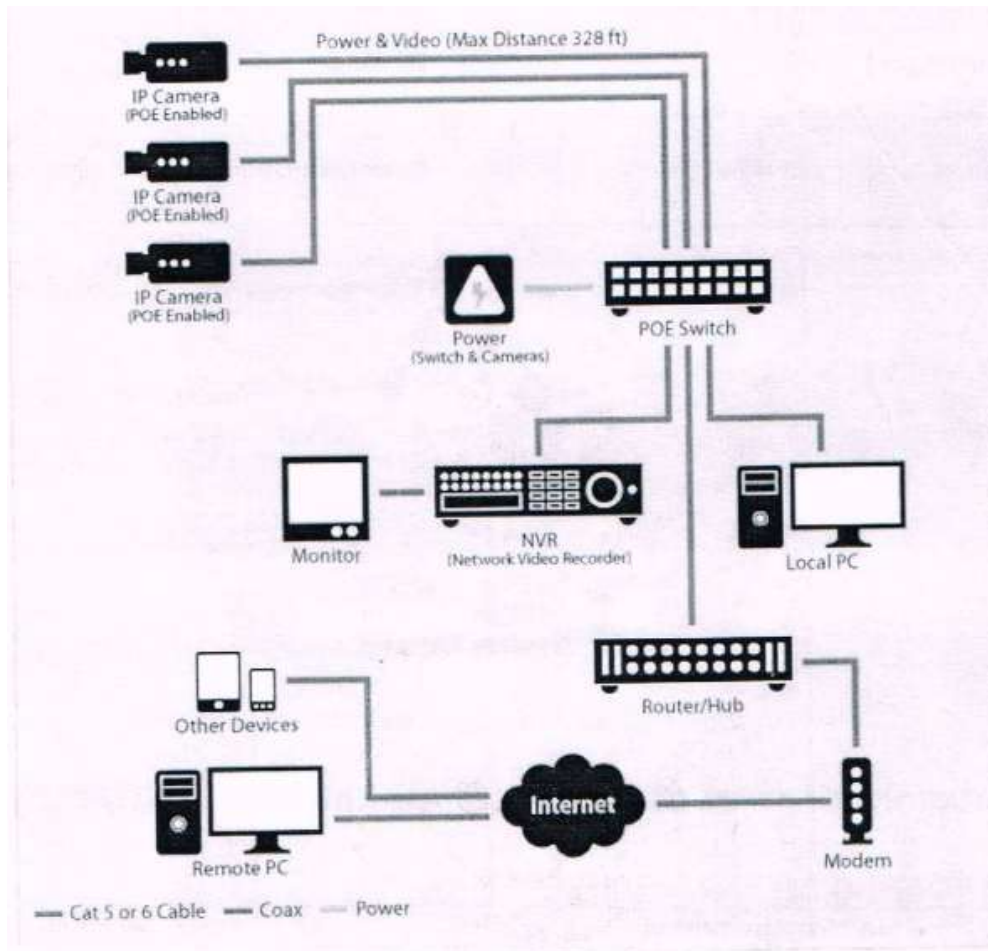 Power & Video (Max Distance 328 ft)
IP Camera
(POE Enabled)
IP Camera
(POE Enabled)
IP Camera
(POE Enabled)
Power
(Switch & Cameras)
POE Switch
Monitor
NVR
(Network Video Recorder)
Local PC
Other Devices
Router/Hub
Remote PC
Internet
Modem
Cat 5 or 6 Cable
Coax
Power